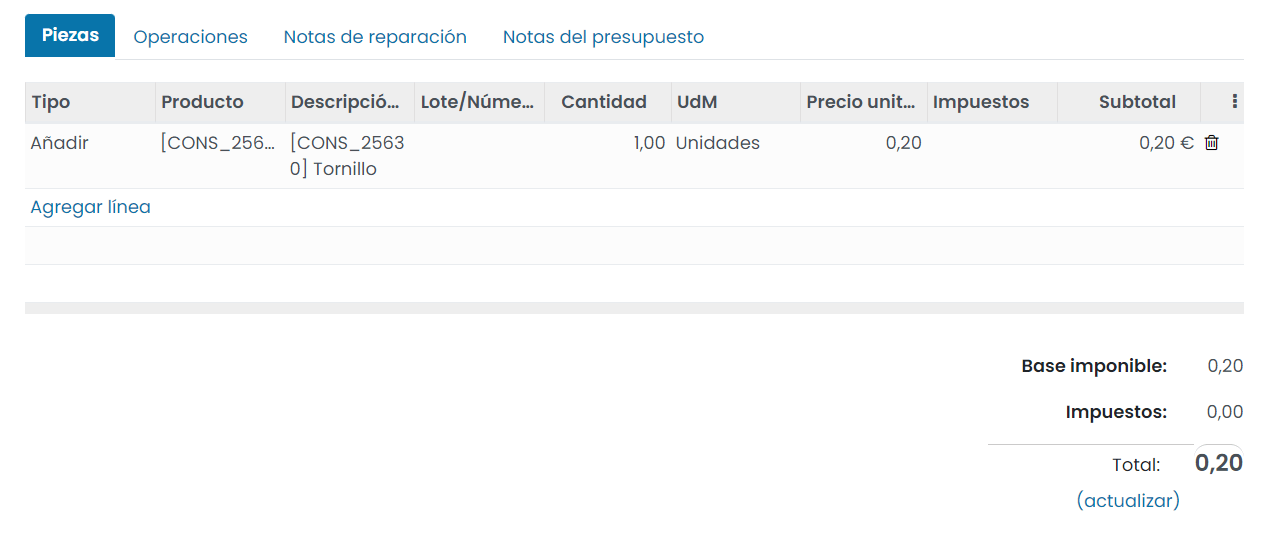 Piezas Operaciones Notas de reparación Notas del presupuesto
Tipo Producto Descripció... Lote/Núme... Cantidad UdM Precio unit... Impuestos Subtotal
Añadir [CONS_256... [CONS_2563 1,00 Unidades 0,20 0,20 €
0] Tornillo
Agregar línea
Base imponible: 0,20
Impuestos: 0,00
Total: 0,20
(actualizar)